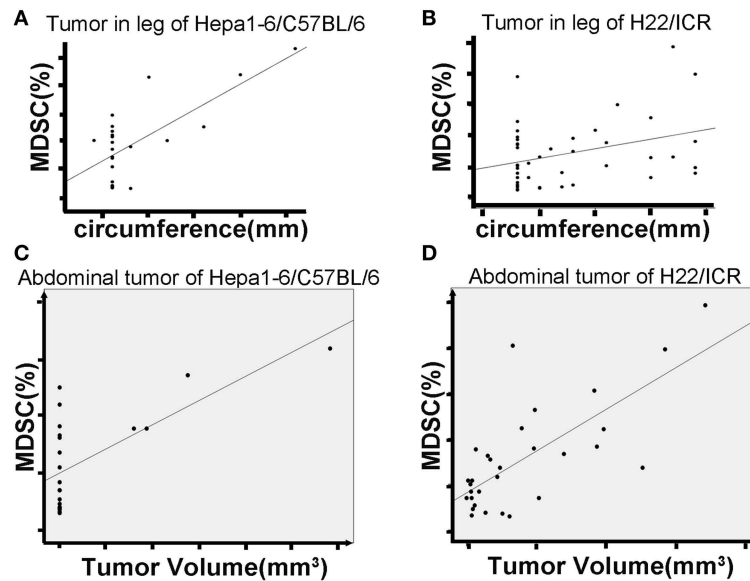 A
Tumor in leg of Hepa1-6/C57BL/6
MDSC(%)
circumference(mm)
B
Tumor in leg of H22/ICR
MDSC(%)
circumference(mm)
C
Abdominal tumor of Hepa1-6/C57BL/6
MDSC(%)
Tumor Volume(mm³)
D
Abdominal tumor of H22/ICR
MDSC(%)
Tumor Volume(mm³)